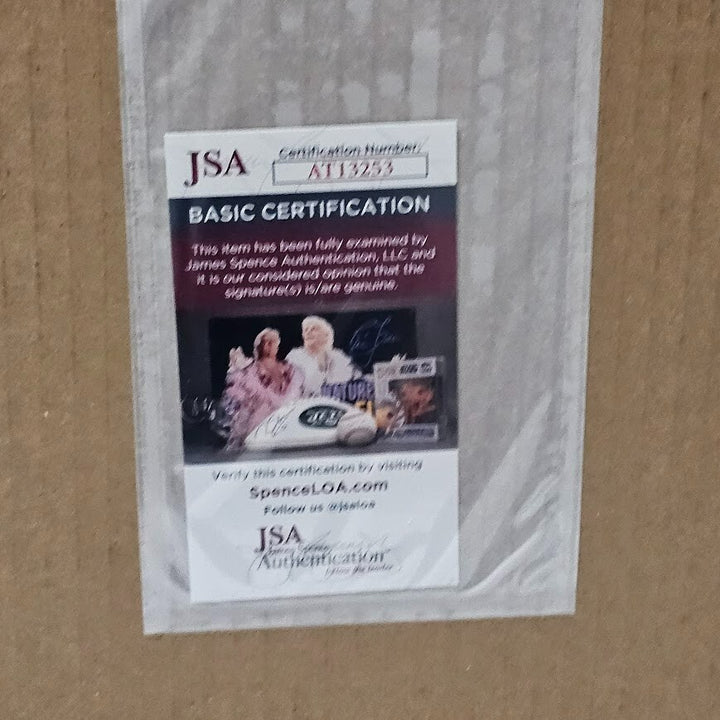 JSA
Certification Number:
AT13253
BASIC CERTIFICATION
This item has been fully examined by
James Spence Authentication, LLC and
it is our considered opinion that the
signature(s) is/are genuine.
NATURE
Verify this certification by visiting
SpenceLOA.com
Follow us @jsaloa
JSA
Authentication